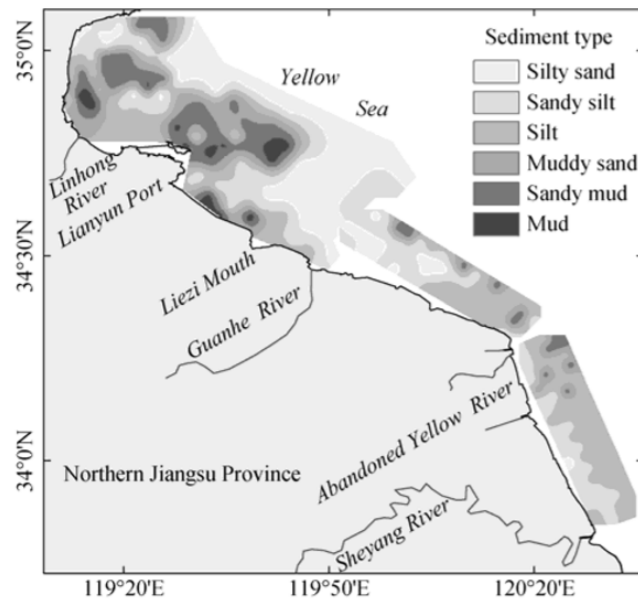 Sediment type
Silty sand
Sandy silt
Silt
Muddy sand
Sandy mud
Mud
Yellow
Sea
35°0'N
34°30'N
34°0'N
Linhong
River
Lianyun Port
Liezi Mouth
Guanhe River
Abandoned Yellow River
Northern Jiangsu Province
Sheyang River
119°20'E
119°50'E
120°20'E